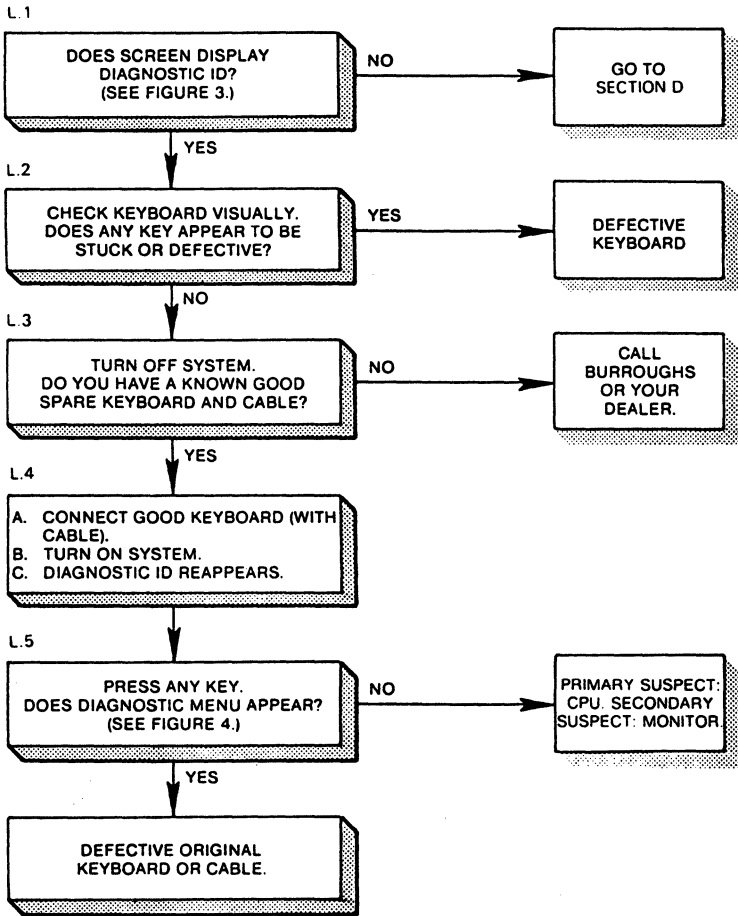 L.1
DOES SCREEN DISPLAY
DIAGNOSTIC ID?
(SEE FIGURE 3.)
NO
GO TO
SECTION D
YES
L.2
CHECK KEYBOARD VISUALLY.
DOES ANY KEY APPEAR TO BE
STUCK OR DEFECTIVE?
YES
DEFECTIVE
KEYBOARD
NO
L.3
TURN OFF SYSTEM.
DO YOU HAVE A KNOWN GOOD
SPARE KEYBOARD AND CABLE?
NO
CALL
BURROUGHS
OR YOUR
DEALER.
YES
L.4
A. CONNECT GOOD KEYBOARD (WITH
CABLE).
B. TURN ON SYSTEM.
C. DIAGNOSTIC ID REAPPEARS.
L.5
PRESS ANY KEY.
DOES DIAGNOSTIC MENU APPEAR?
(SEE FIGURE 4.)
NO
PRIMARY SUSPECT:
CPU. SECONDARY
SUSPECT: MONITOR.
YES
DEFECTIVE ORIGINAL
KEYBOARD OR CABLE.